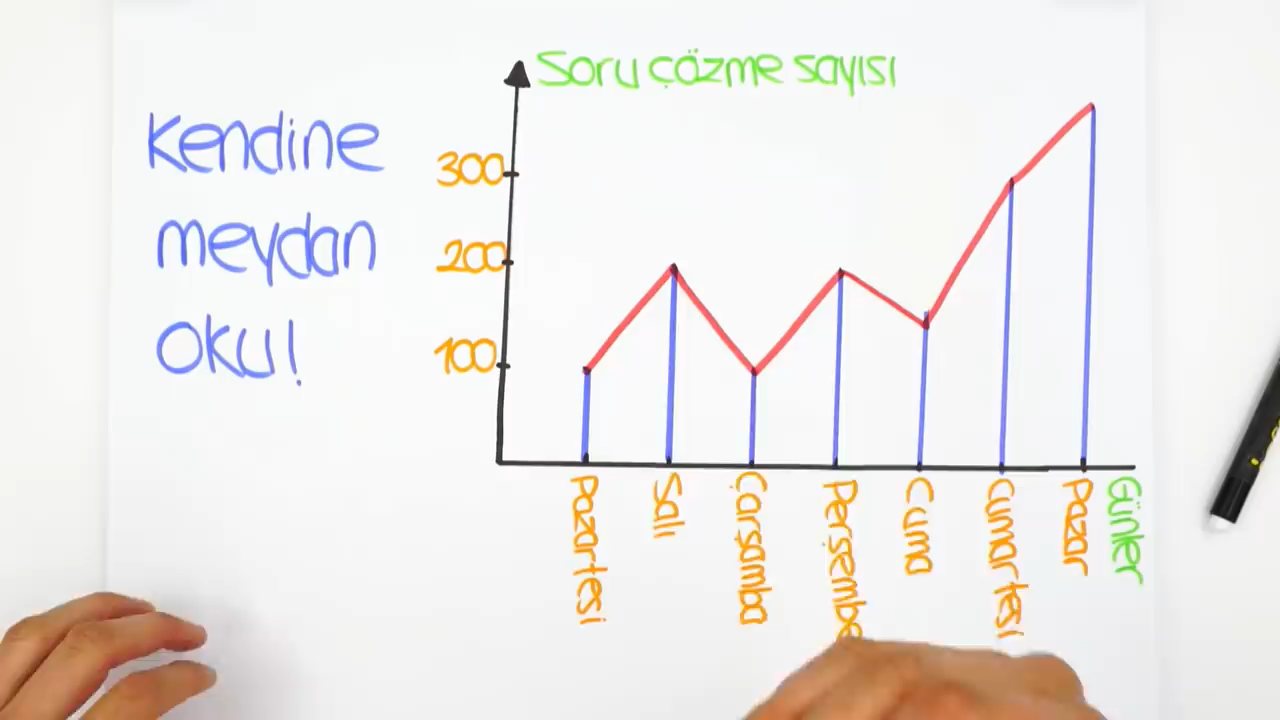 Soru çözme sayısı
Kendine
meydan
oku!
300
200
100
Pazartesi
Salı
Çarşamba
Perşembe
Cuma
Cumartesi
Pazar
Günler